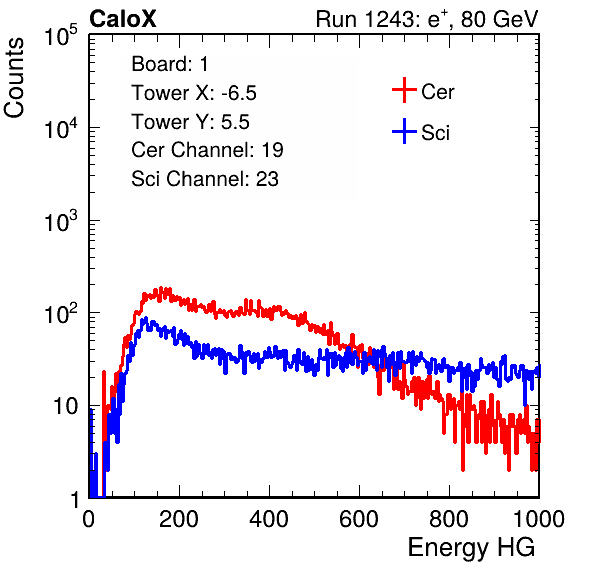 CaloX Run 1243: e+, 80 GeV
Counts
10^5
10^4
10^3
10^2
10
1
Board: 1
Tower X: -6.5
Tower Y: 5.5
Cer Channel: 19
Sci Channel: 23
Cer
Sci
0 200 400 600 800 1000
Energy HG